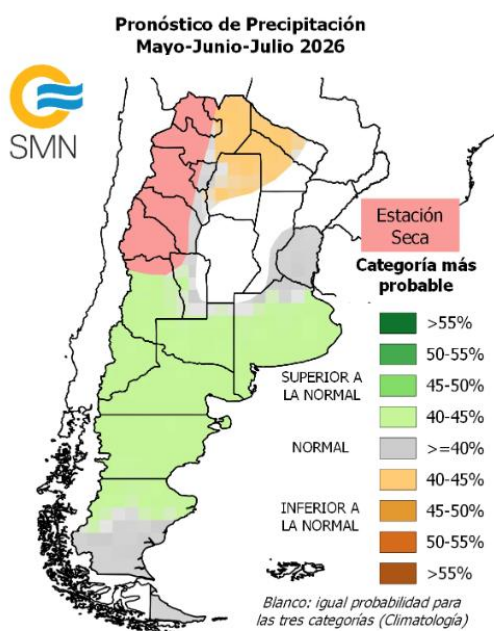 Pronóstico de Precipitación
Mayo-Junio-Julio 2026
SMN
Estación
Seca
Categoría más
probable
>55%
50-55%
SUPERIOR A
LA NORMAL
45-50%
40-45%
NORMAL
>=40%
40-45%
INFERIOR A
LA NORMAL
45-50%
50-55%
>55%
Blanco: igual probabilidad para
las tres categorías (Climatología)